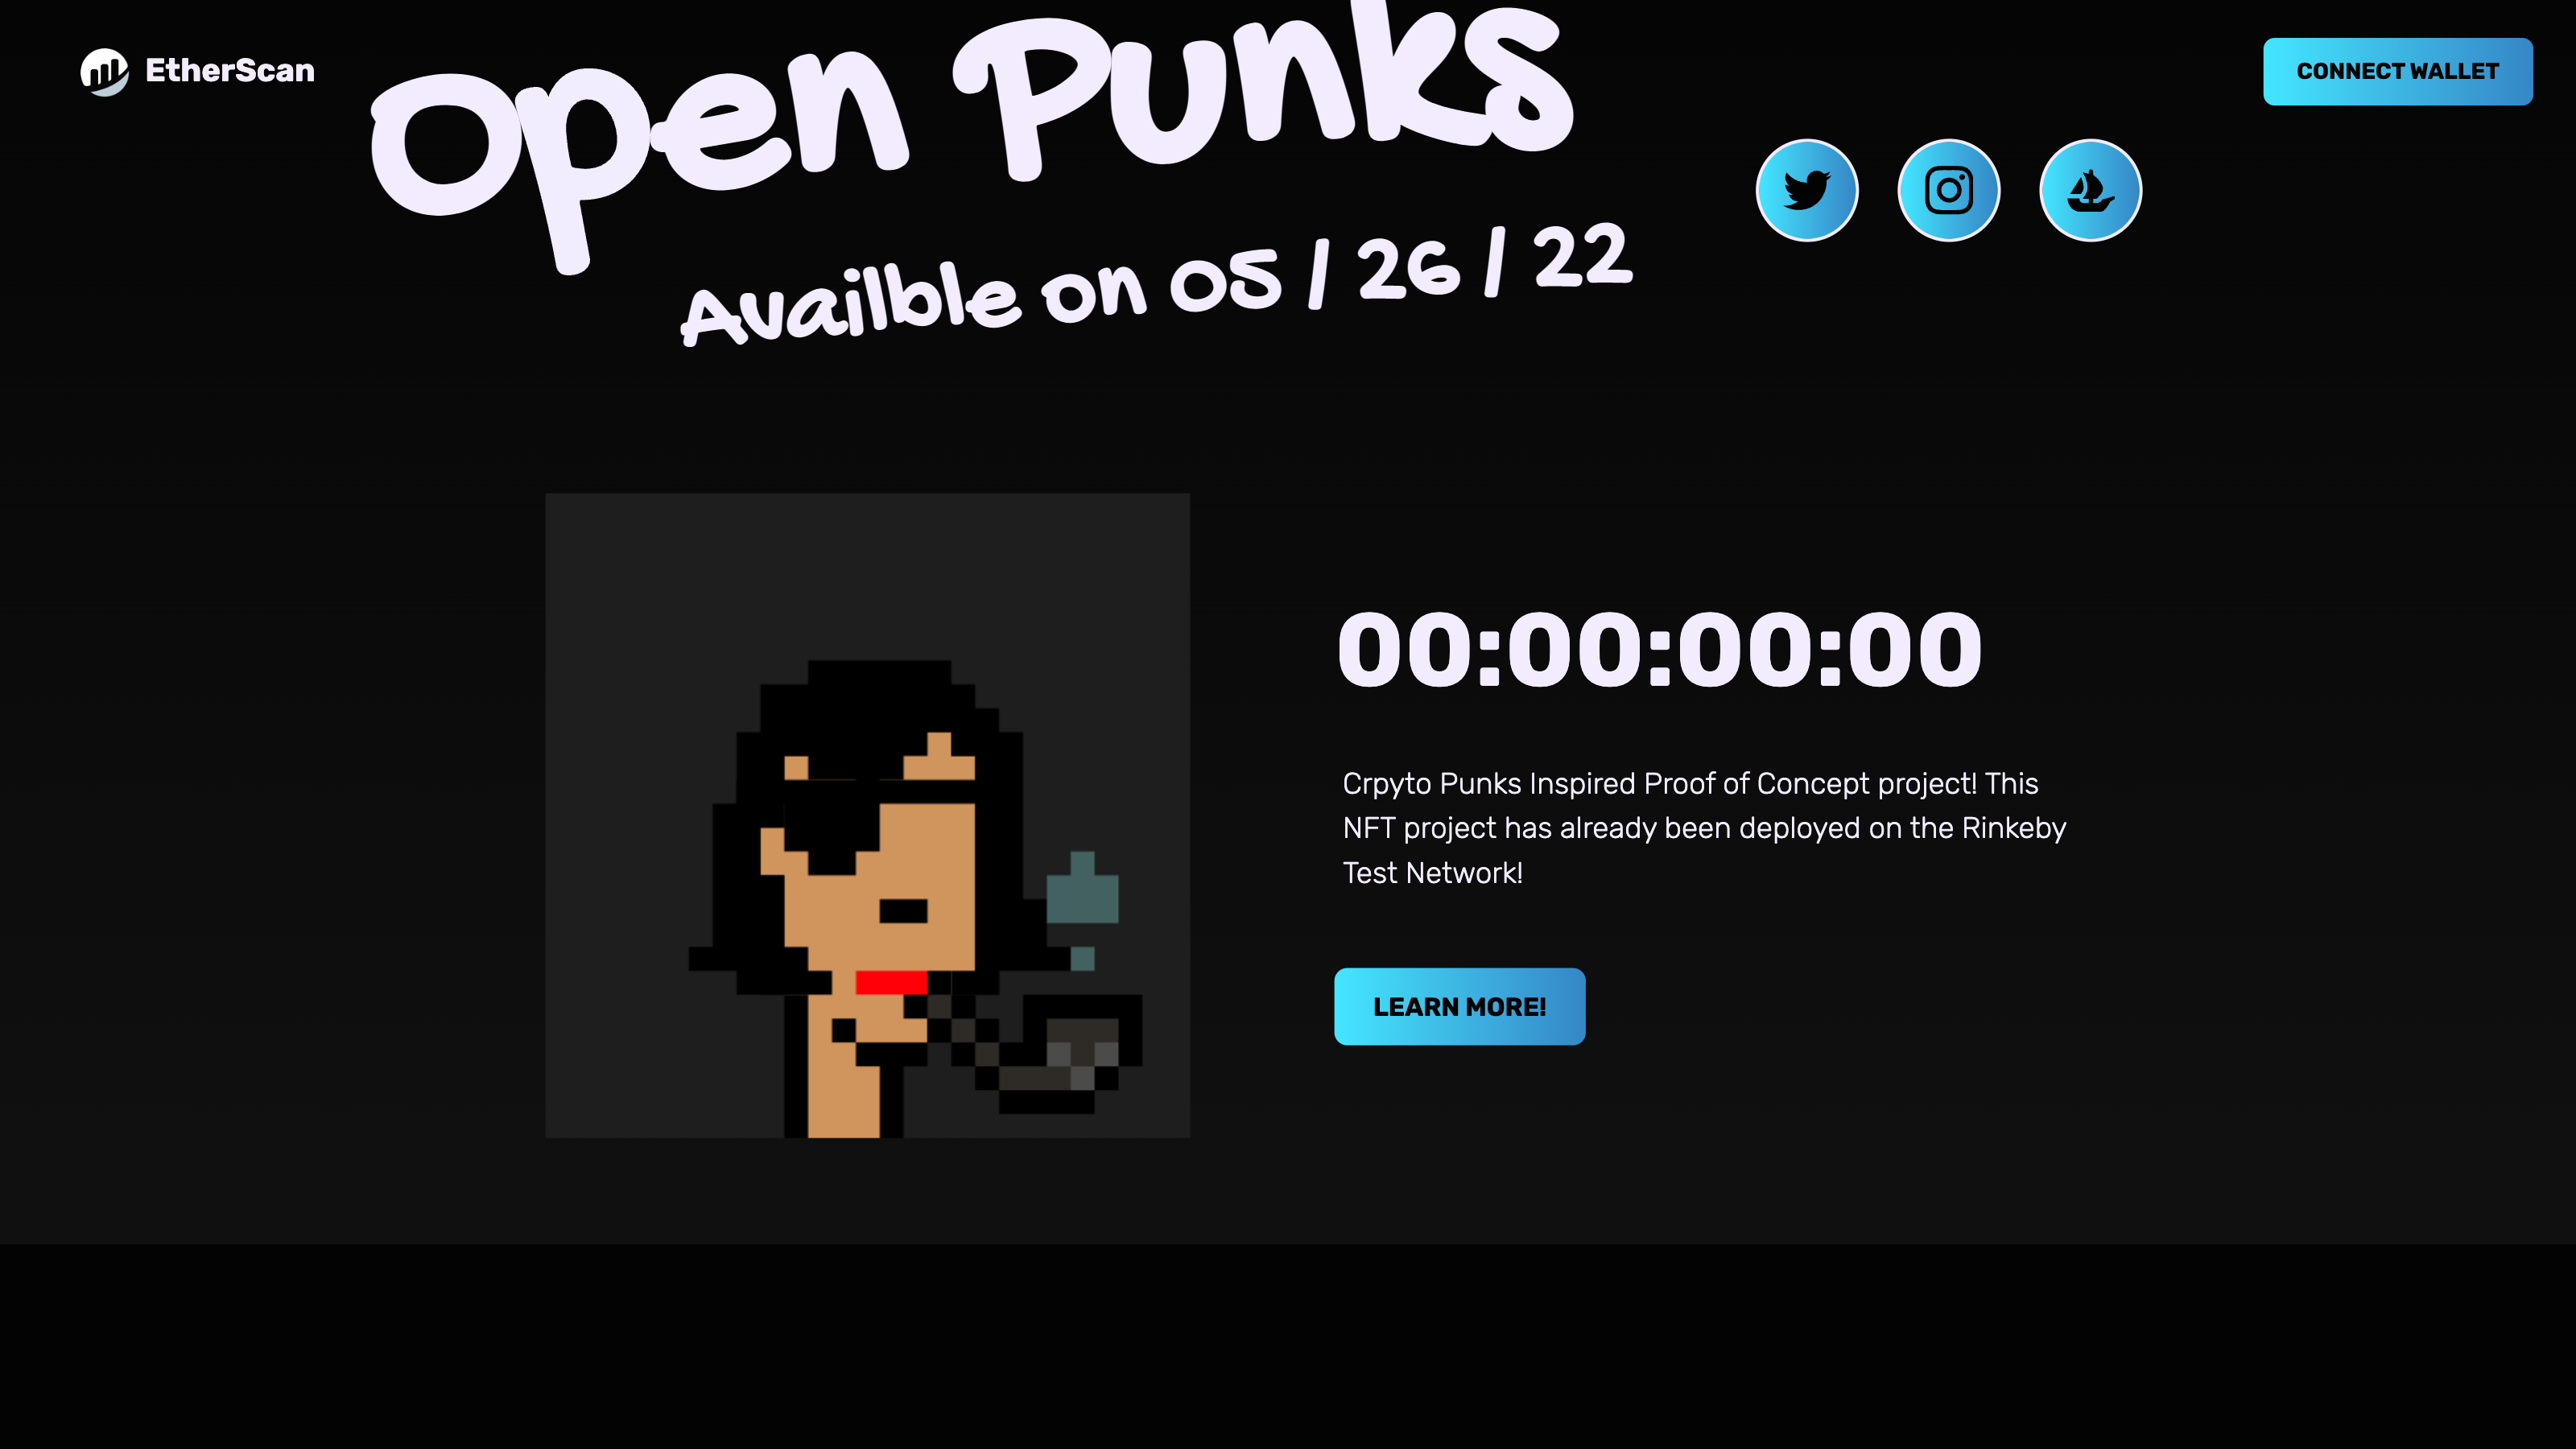 EtherScan
Open Punks
CONNECT WALLET
Availble on 05 / 26 / 22
00:00:00:00
Crpyto Punks Inspired Proof of Concept project! This
NFT project has already been deployed on the Rinkeby
Test Network!
LEARN MORE!